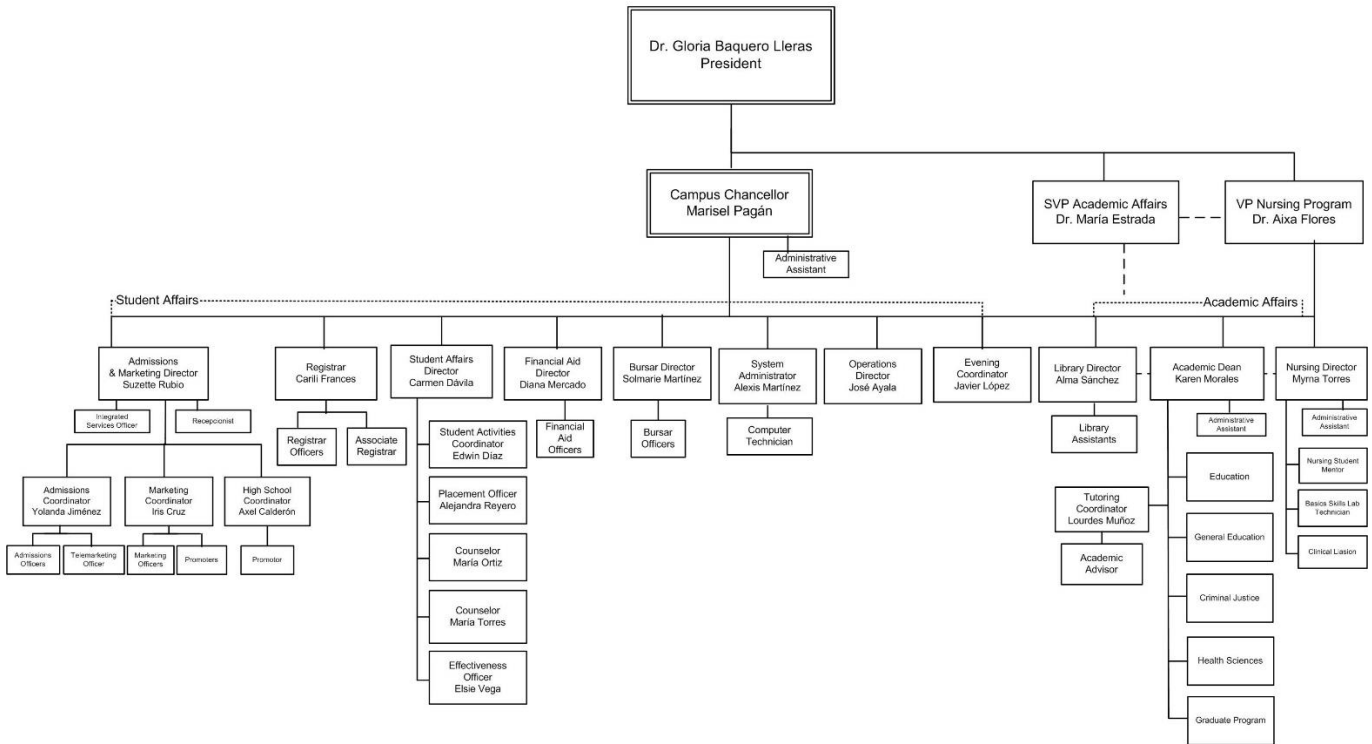 Dr. Gloria Baquero Lleras
President
Campus Chancellor
Marisel Pagán
SVP Academic Affairs
Dr. María Estrada
VP Nursing Program
Dr. Aixa Flores
Administrative
Assistant
Student Affairs
Academic Affairs
Admissions
& Marketing Director
Suzette Rubio
Registrar
Carili Frances
Student Affairs
Director
Carmen Dávila
Financial Aid
Director
Diana Mercado
Bursar Director
Solmarie Martínez
System
Administrator
Alexis Martínez
Operations
Director
José Ayala
Evening
Coordinator
Javier López
Library Director
Alma Sánchez
Academic Dean
Karen Morales
Nursing Director
Myrna Torres
Integrated
Services Officer
Recepcionist
Registrar
Officers
Associate
Registrar
Financial
Aid
Officers
Bursar
Officers
Computer
Technician
Library
Assistants
Administrative
Assistant
Administrative
Assistant
Admissions
Coordinator
Yolanda Jiménez
Marketing
Coordinator
Iris Cruz
High School
Coordinator
Axel Calderón
Admissions
Officers
Telemarketing
Officer
Marketing
Officers
Promoters
Promotor
Student Activities
Coordinator
Edwin Díaz
Placement Officer
Alejandra Reyero
Counselor
María Ortiz
Counselor
María Torres
Effectiveness
Officer
Elsie Vega
Tutoring
Coordinator
Lourdes Muñoz
Academic
Advisor
Education
General Education
Criminal Justice
Health Sciences
Graduate Program
Nursing Student
Mentor
Basics Skills Lab
Technician
Clinical Liasion